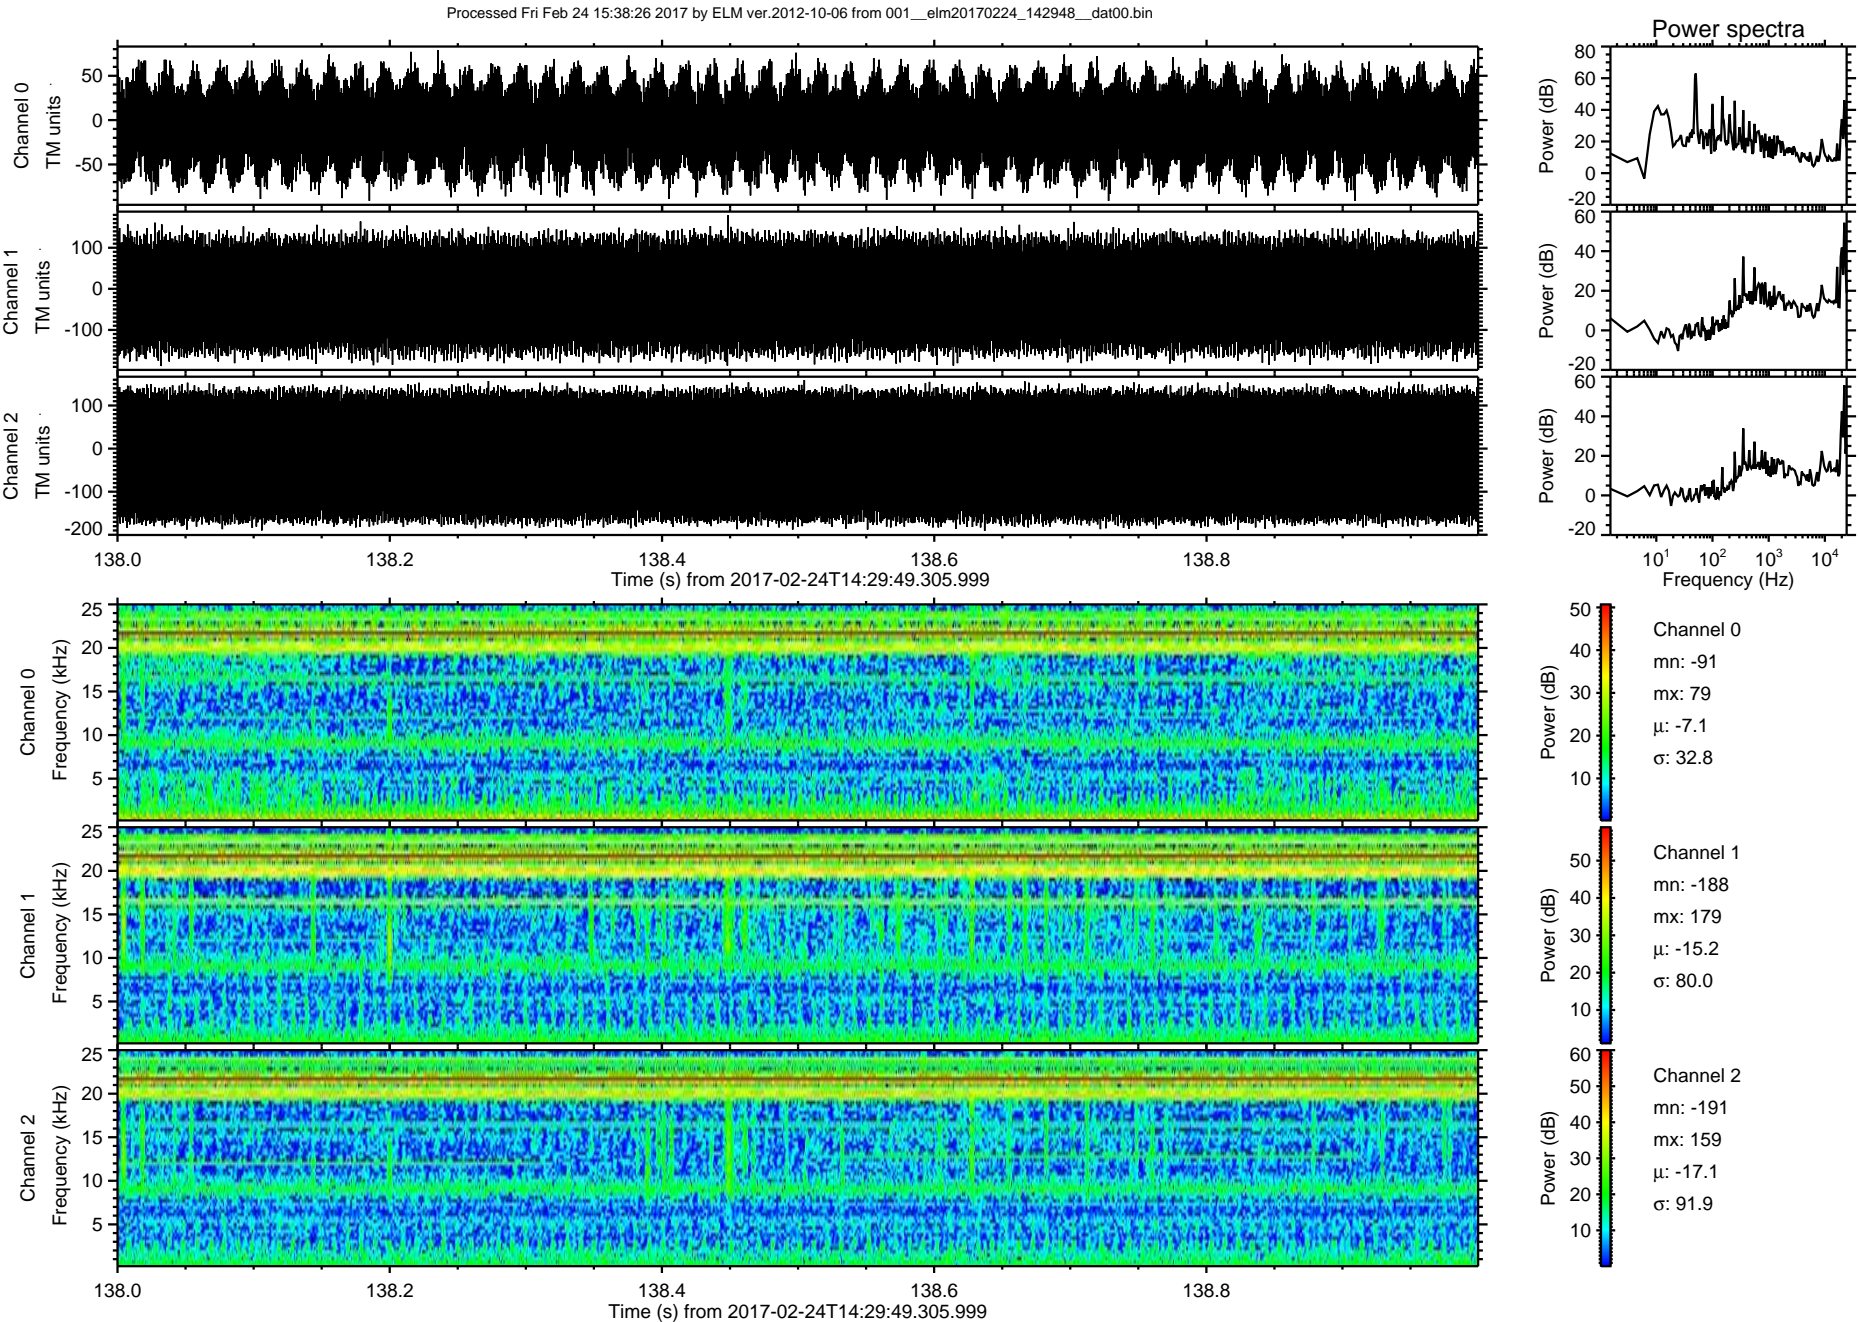 Processed Fri Feb 24 15:38:26 2017 by ELM ver.2012-10-06 from 001__elm20170224_142948__dat00.bin
Power spectra
Channel 0
TM units
50
0
-50
Power (dB)
80
60
40
20
0
-20
Channel 1
TM units
100
0
-100
Power (dB)
60
40
20
0
-20
Channel 2
TM units
100
0
-100
-200
Power (dB)
60
40
20
0
-20
138.0 138.2 138.4 138.6 138.8
Time (s) from 2017-02-24T14:29:49.305.999
10^1 10^2 10^3 10^4
Frequency (Hz)
Channel 0
Frequency (kHz)
25
20
15
10
5
Power (dB)
50
40
30
20
10
Channel 0
mn: -91
mx: 79
μ: -7.1
σ: 32.8
Channel 1
Frequency (kHz)
25
20
15
10
5
Power (dB)
50
40
30
20
10
Channel 1
mn: -188
mx: 179
μ: -15.2
σ: 80.0
Channel 2
Frequency (kHz)
25
20
15
10
5
Power (dB)
60
50
40
30
20
10
Channel 2
mn: -191
mx: 159
μ: -17.1
σ: 91.9
138.0 138.2 138.4 138.6 138.8
Time (s) from 2017-02-24T14:29:49.305.999